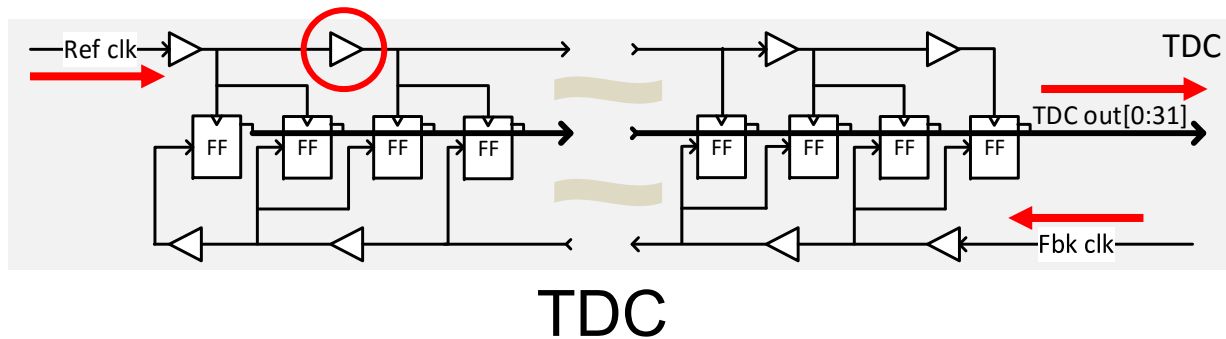 Ref clk
TDC
TDC out[0:31]
FF FF FF FF FF FF FF FF
Fbk clk
TDC